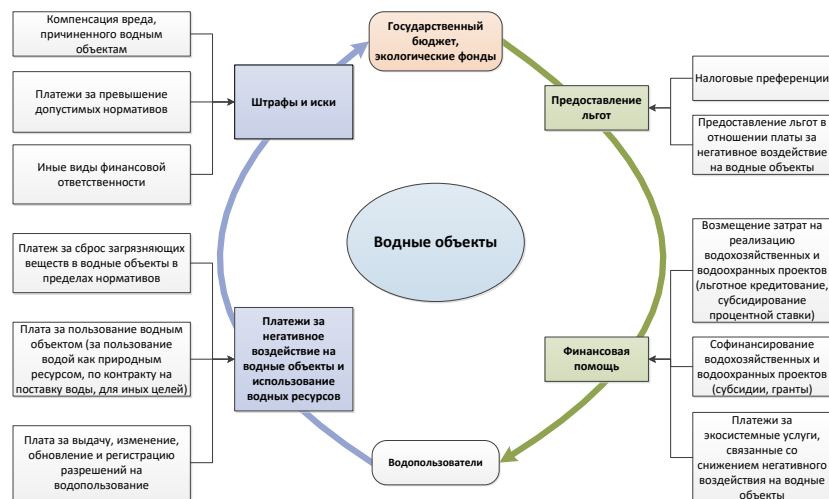 Компенсация вреда,
причиненного водным
объектам
Платежи за превышение
допустимых нормативов
Иные виды финансовой
ответственности
Платеж за сброс загрязняющих
веществ в водные объекты в
пределах нормативов
Плата за пользование водным
объектом (за пользование
водой как природным
ресурсом, по контракту на
поставку воды, для иных целей)
Плата за выдачу, изменение,
обновление и регистрацию
разрешений на
водопользование
Штрафы и иски
Платежи за
негативное
воздействие на
водные объекты и
использование
водных ресурсов
Государственный
бюджет,
экологические фонды
Водные объекты
Водопользователи
Предоставление
льгот
Финансовая
помощь
Налоговые преференции
Предоставление льгот в
отношении платы за
негативное воздействие
на водные объекты
Возмещение затрат на
реализацию
водохозяйственных и
водоохранных проектов
(льготное кредитование,
субсидирование
процентной ставки)
Софинансирование
водохозяйственных и
водоохранных проектов
(субсидии, гранты)
Платежи за
экосистемные услуги,
связанные со
снижением негативного
воздействия на водные
объекты